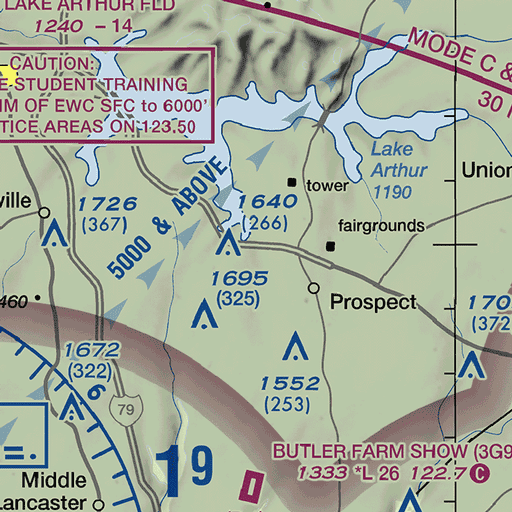 LAKE ARTHUR FLD
1240 - 14
CAUTION:
STUDENT TRAINING
OF EWC SFC to 6000'
AREAS ON 123.50
MODE C &
30
Lake
Arthur
1190
Union
tower
5000 & ABOVE
1726
(367)
1640
(266)
fairgrounds
1695
(325)
Prospect
460
1672
(322)
6
79
1552
(253)
(372
19
BUTLER FARM SHOW (3G9
1333 *L 26 122.7 C
Middle
Lancaster